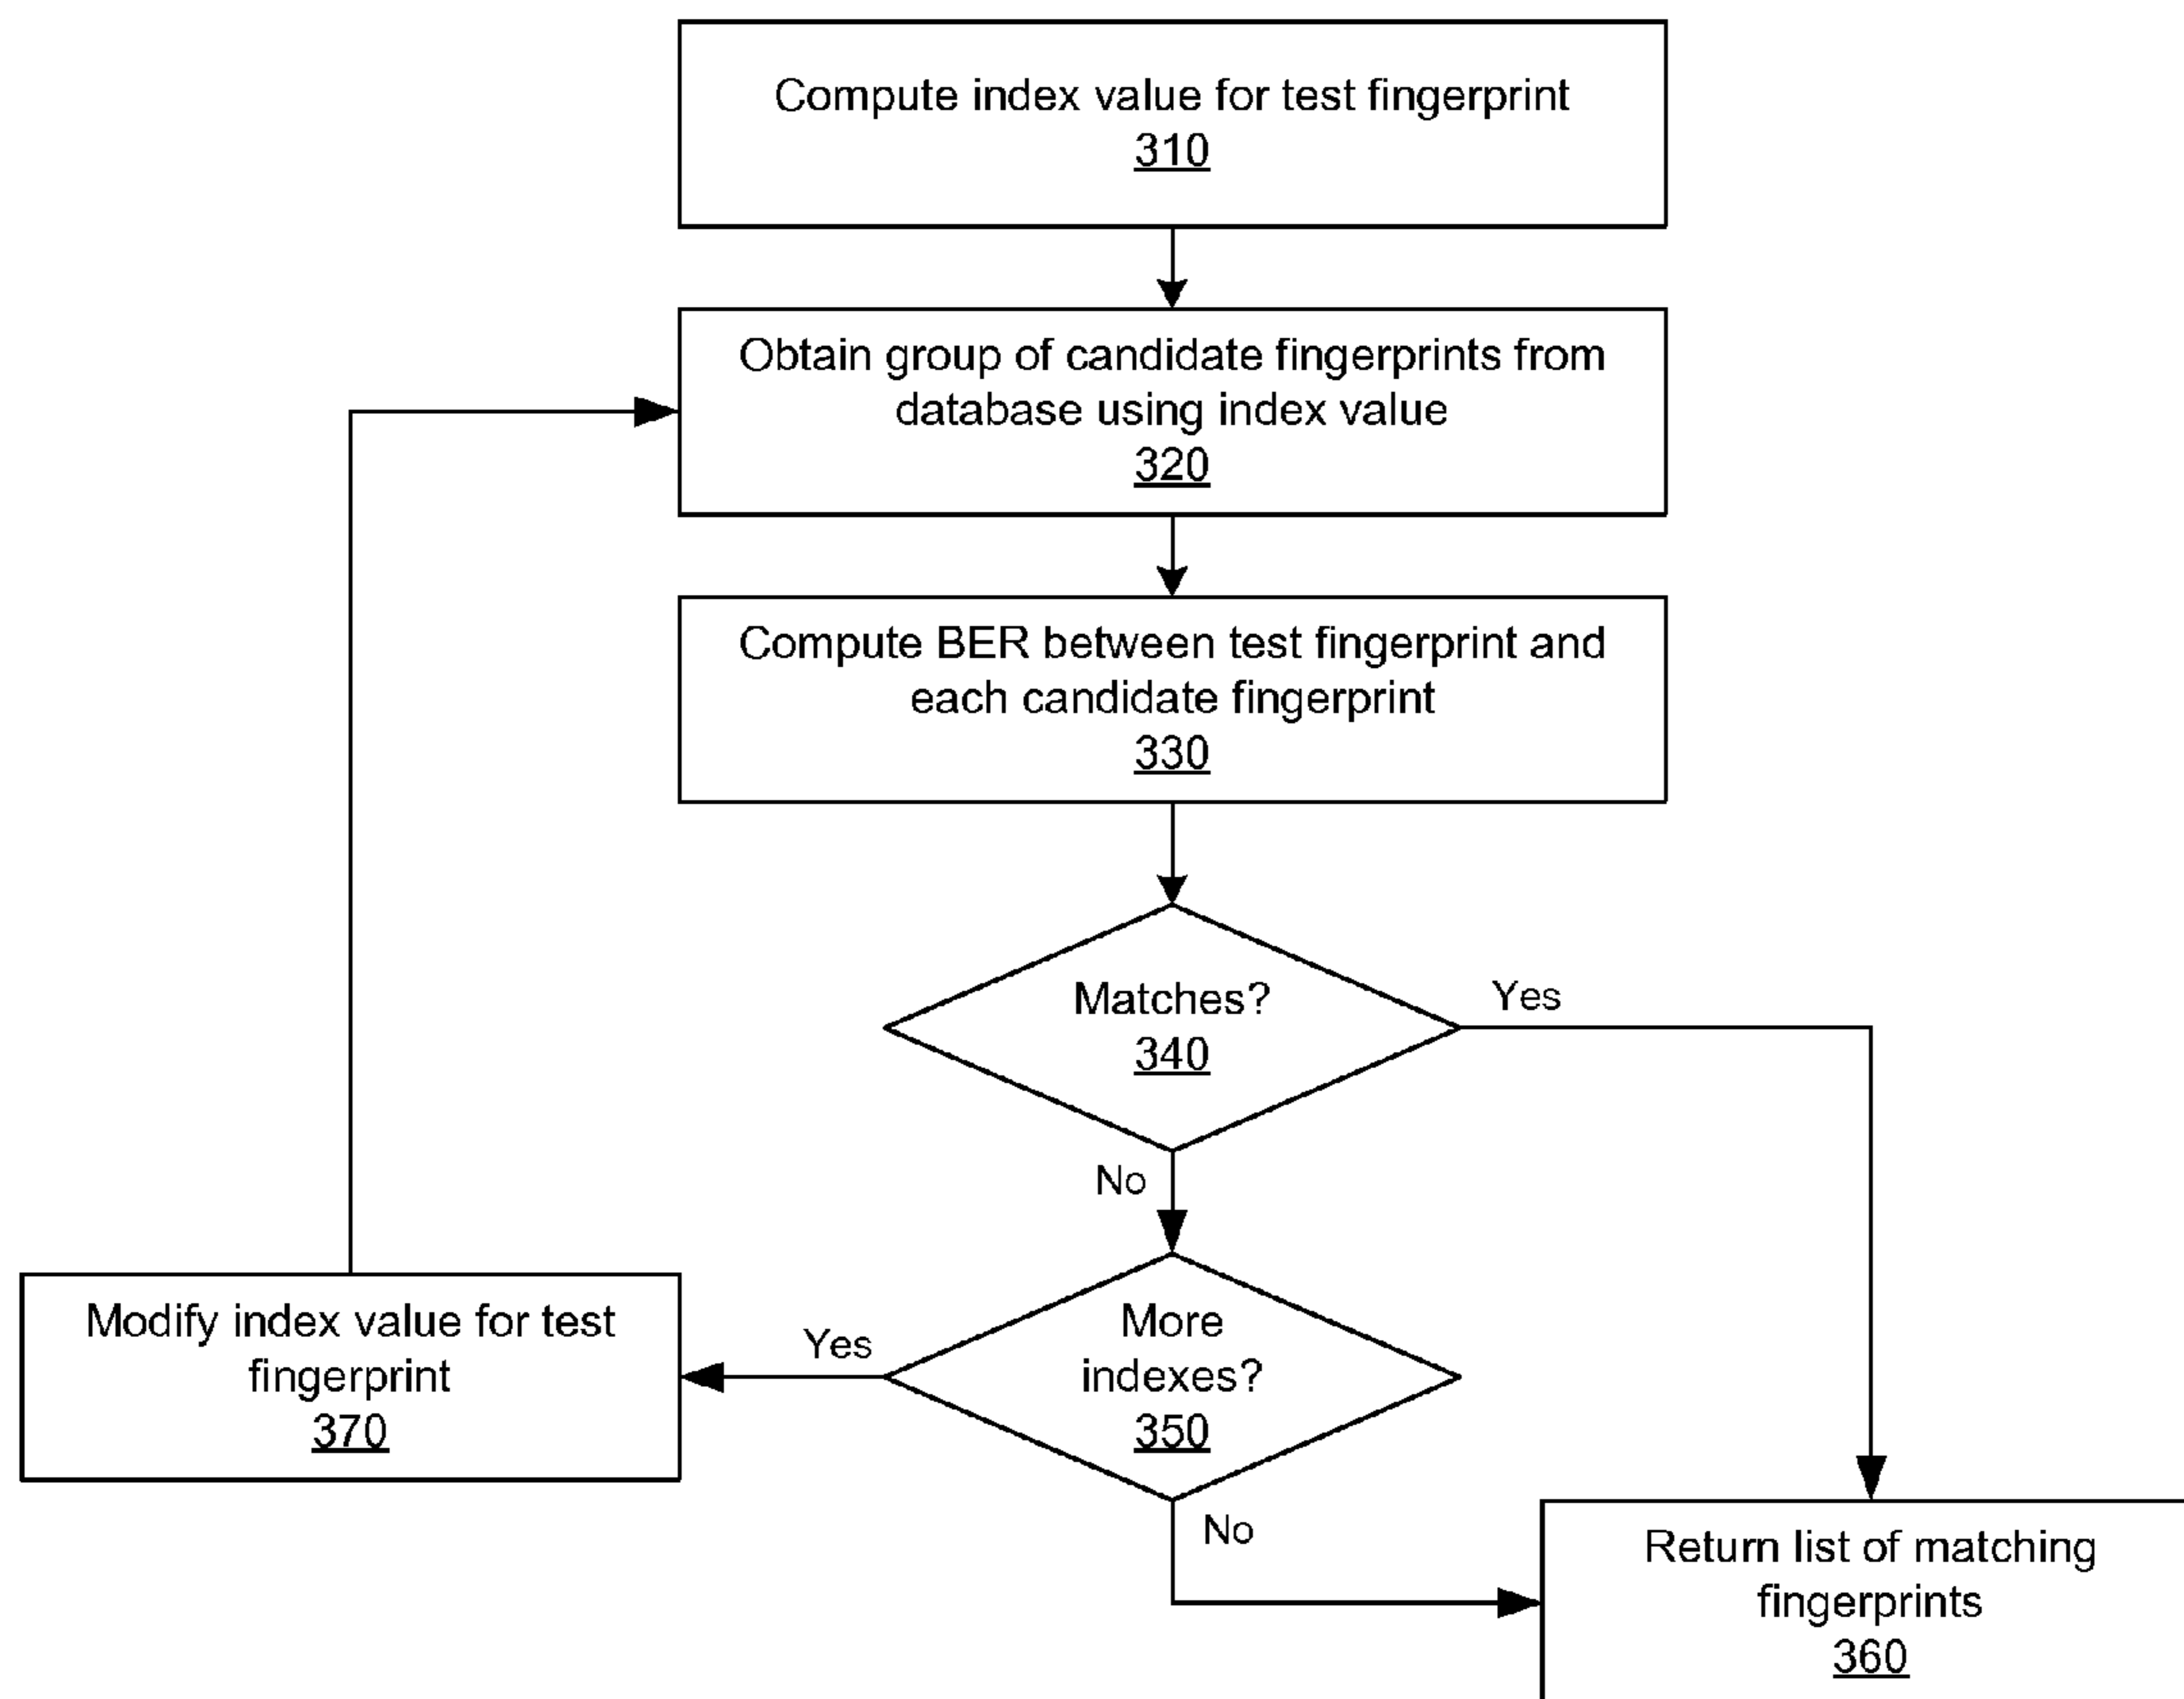 Compute index value for test fingerprint
310
Obtain group of candidate fingerprints from
database using index value
320
Compute BER between test fingerprint and
each candidate fingerprint
330
Matches?
340
Yes
No
More
indexes?
350
Yes
Modify index value for test
fingerprint
370
No
Return list of matching
fingerprints
360